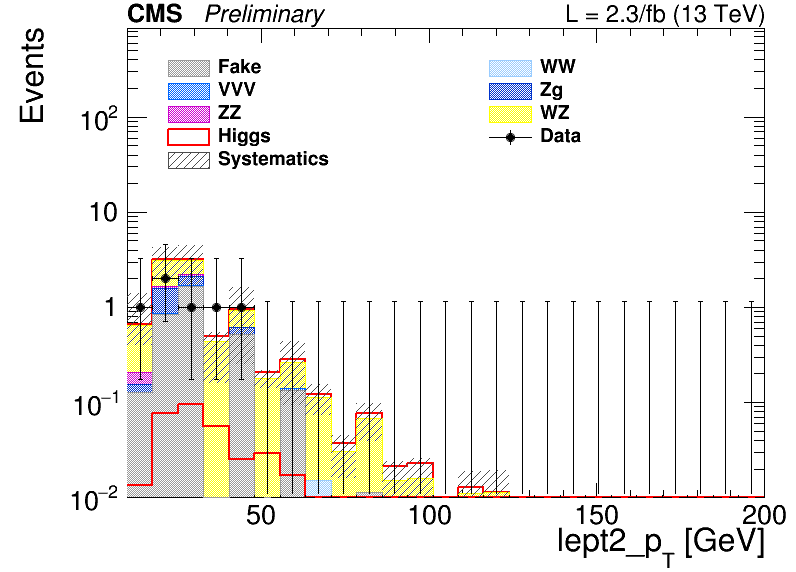 CMS Preliminary L = 2.3/fb (13 TeV)
Events
Fake WW
VVV Zg
ZZ WZ
Higgs Data
Systematics
10²
10
1
10⁻¹
10⁻²
50 100 150 200
lept2_p_T [GeV]